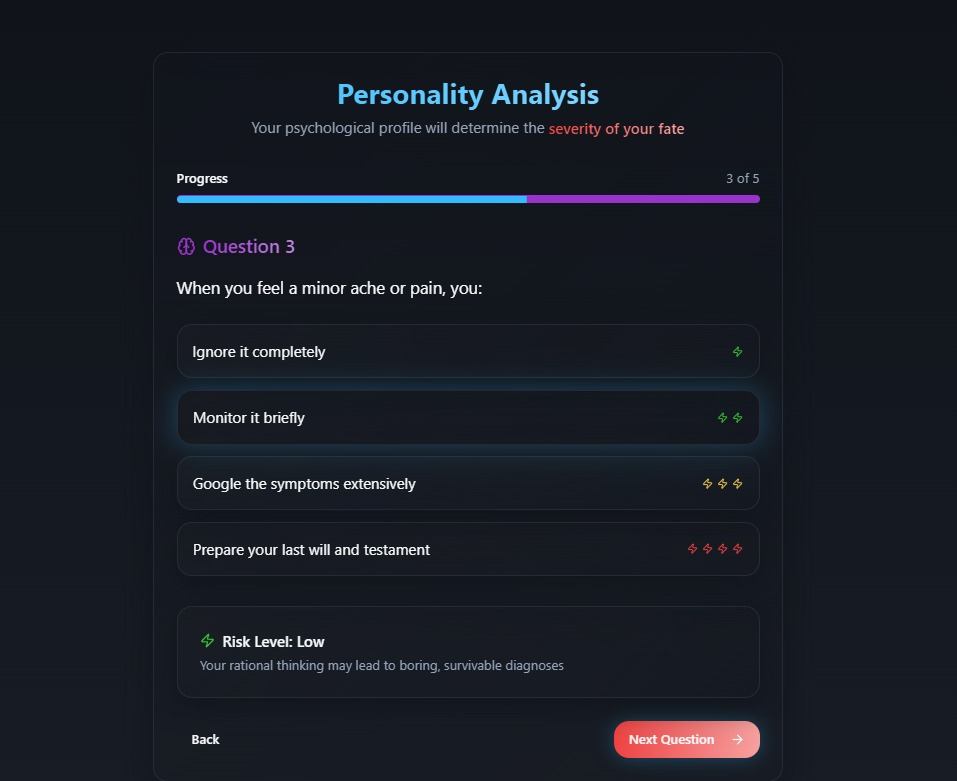 Personality Analysis
Your psychological profile will determine the severity of your fate
Progress
3 of 5
Question 3
When you feel a minor ache or pain, you:
Ignore it completely
Monitor it briefly
Google the symptoms extensively
Prepare your last will and testament
Risk Level: Low
Your rational thinking may lead to boring, survivable diagnoses
Back
Next Question